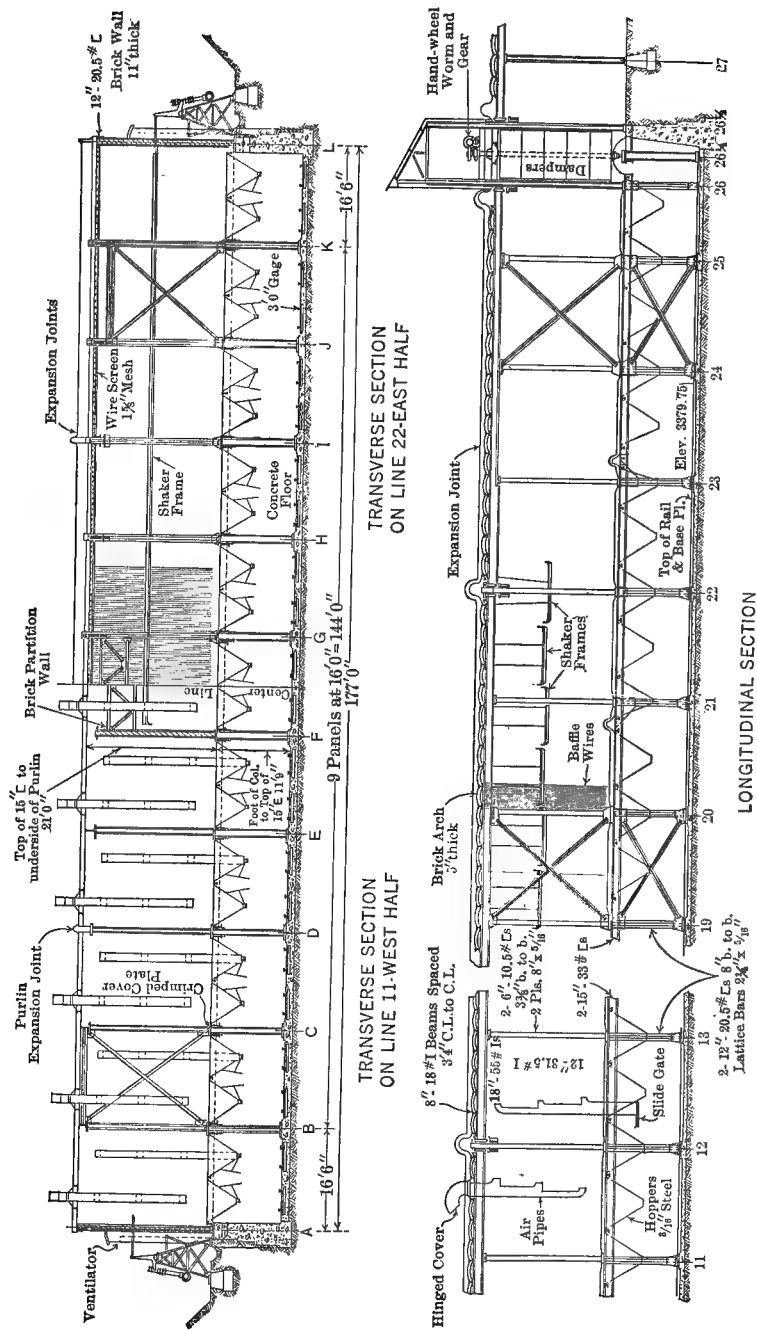 Ventilator
Purlin
Expansion Joint
Top of 15" [ to
underside of Purlin
21'0"
Brick Partition
Wall
Expansion Joints
12"- 20.5# [
Brick Wall
11"thick
Wire Screen
1⅝" Mesh
Shaker
Frame
Crimped Cover
Plate
Center
Line
Foot of Col.
to Top of
15"[ 11'9"
Concrete
Floor
3'0" Gage
16'6"
9 Panels at 16'0"=144'0"
16'6"
177'0"
A
B
C
D
E
F
G
H
I
J
K
L
TRANSVERSE SECTION
ON LINE 11-WEST HALF
TRANSVERSE SECTION
ON LINE 22-EAST HALF
Hinged Cover
8"- 18# I Beams Spaced
3'4" C.L. to C.L.
Brick Arch
5"thick
Expansion Joint
Hand-wheel
Worm and
Gear
18"- 55# Is
12"- 31.5# I
2- 6"- 10.5# [s
3⅜" b. to b.
2 Pls. 8"x 5/16"
2-15"- 33# [s
Air
Pipes
Slide Gate
Hoppers
3/16" Steel
2- 12"- 20.5# [s 8"b. to b.
Lattice Bars 2¼"x 5/16"
Baffle
Wires
Shaker
Frames
Top of Rail
& Base Pl.
Elev. 3379.75
Dampers
11
12
13
19
20
21
22
23
24
25
26
26¼
26¾
27
LONGITUDINAL SECTION